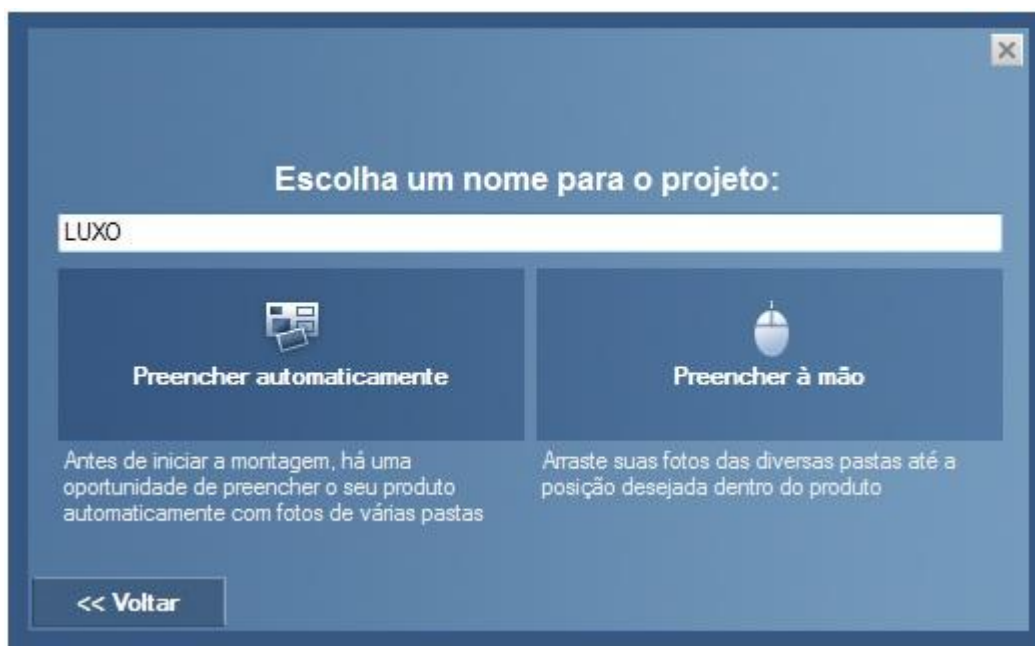 Escolha um nome para o projeto:
LUXO
Preencher automaticamente
Preencher à mão
Antes de iniciar a montagem, há uma
oportunidade de preencher o seu produto
automaticamente com fotos de várias pastas
Arraste suas fotos das diversas pastas até a
posição desejada dentro do produto
<< Voltar